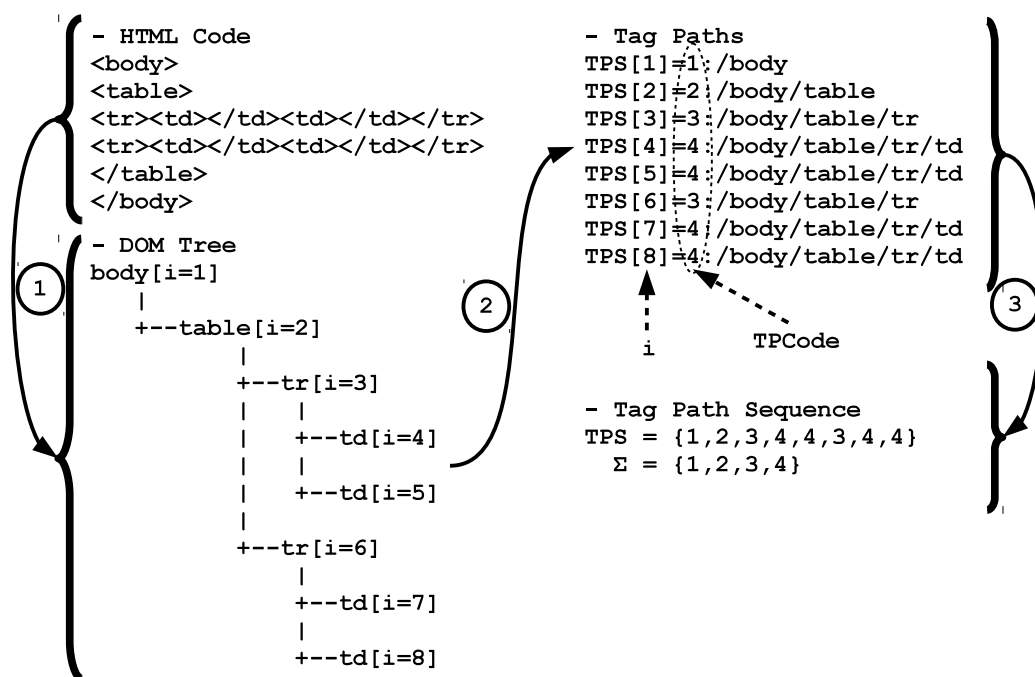 - HTML Code
<body>
<table>
<tr><td></td><td></td></tr>
<tr><td></td><td></td></tr>
</table>
</body>
- DOM Tree
body[i=1]
|
+--table[i=2]
|
+--tr[i=3]
| |
| +--td[i=4]
| |
| +--td[i=5]
|
+--tr[i=6]
|
+--td[i=7]
|
+--td[i=8]
1
2
- Tag Paths
TPS[1]=1:/body
TPS[2]=2:/body/table
TPS[3]=3:/body/table/tr
TPS[4]=4:/body/table/tr/td
TPS[5]=4:/body/table/tr/td
TPS[6]=3:/body/table/tr
TPS[7]=4:/body/table/tr/td
TPS[8]=4:/body/table/tr/td
i
TPCode
3
- Tag Path Sequence
TPS = {1,2,3,4,4,3,4,4}
Σ = {1,2,3,4}